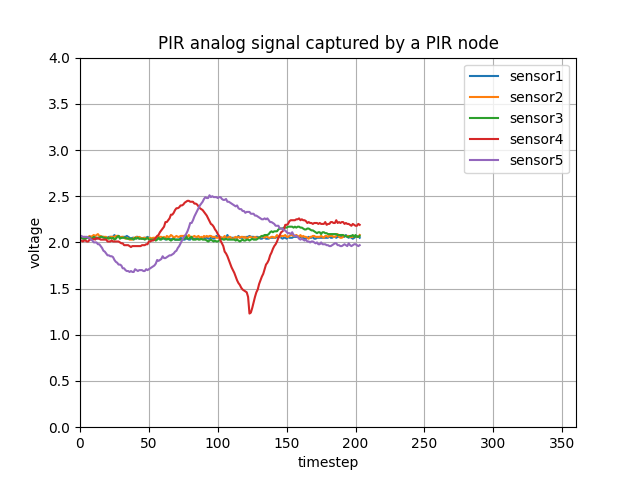 PIR analog signal captured by a PIR node
4.0
3.5
3.0
2.5
2.0
1.5
1.0
0.5
0.0
voltage
sensor1
sensor2
sensor3
sensor4
sensor5
0 50 100 150 200 250 300 350
timestep